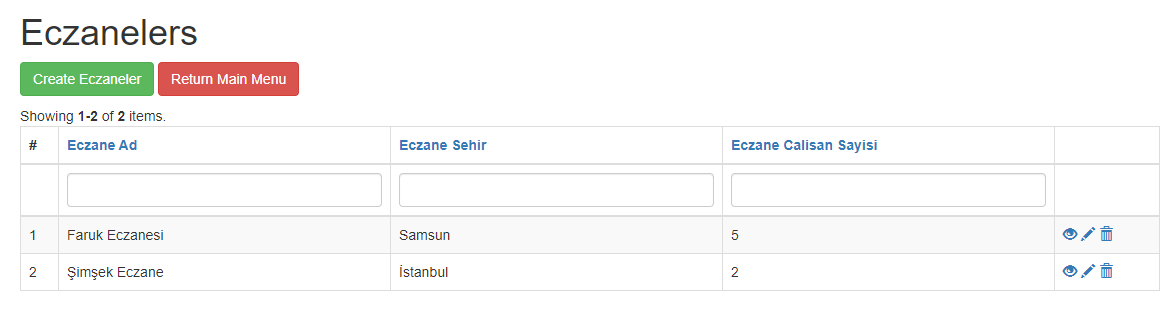 Eczanelers
Create Eczaneler Return Main Menu
Showing 1-2 of 2 items.
# Eczane Ad Eczane Sehir Eczane Calisan Sayisi
1 Faruk Eczanesi Samsun 5
2 Şimşek Eczane İstanbul 2